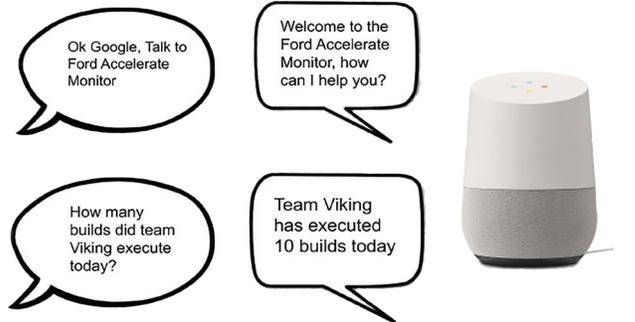 Ok Google, Talk to
Ford Accelerate
Monitor
Welcome to the
Ford Accelerate
Monitor, how
can I help you?
How many
builds did team
Viking execute
today?
Team Viking
has executed
10 builds today